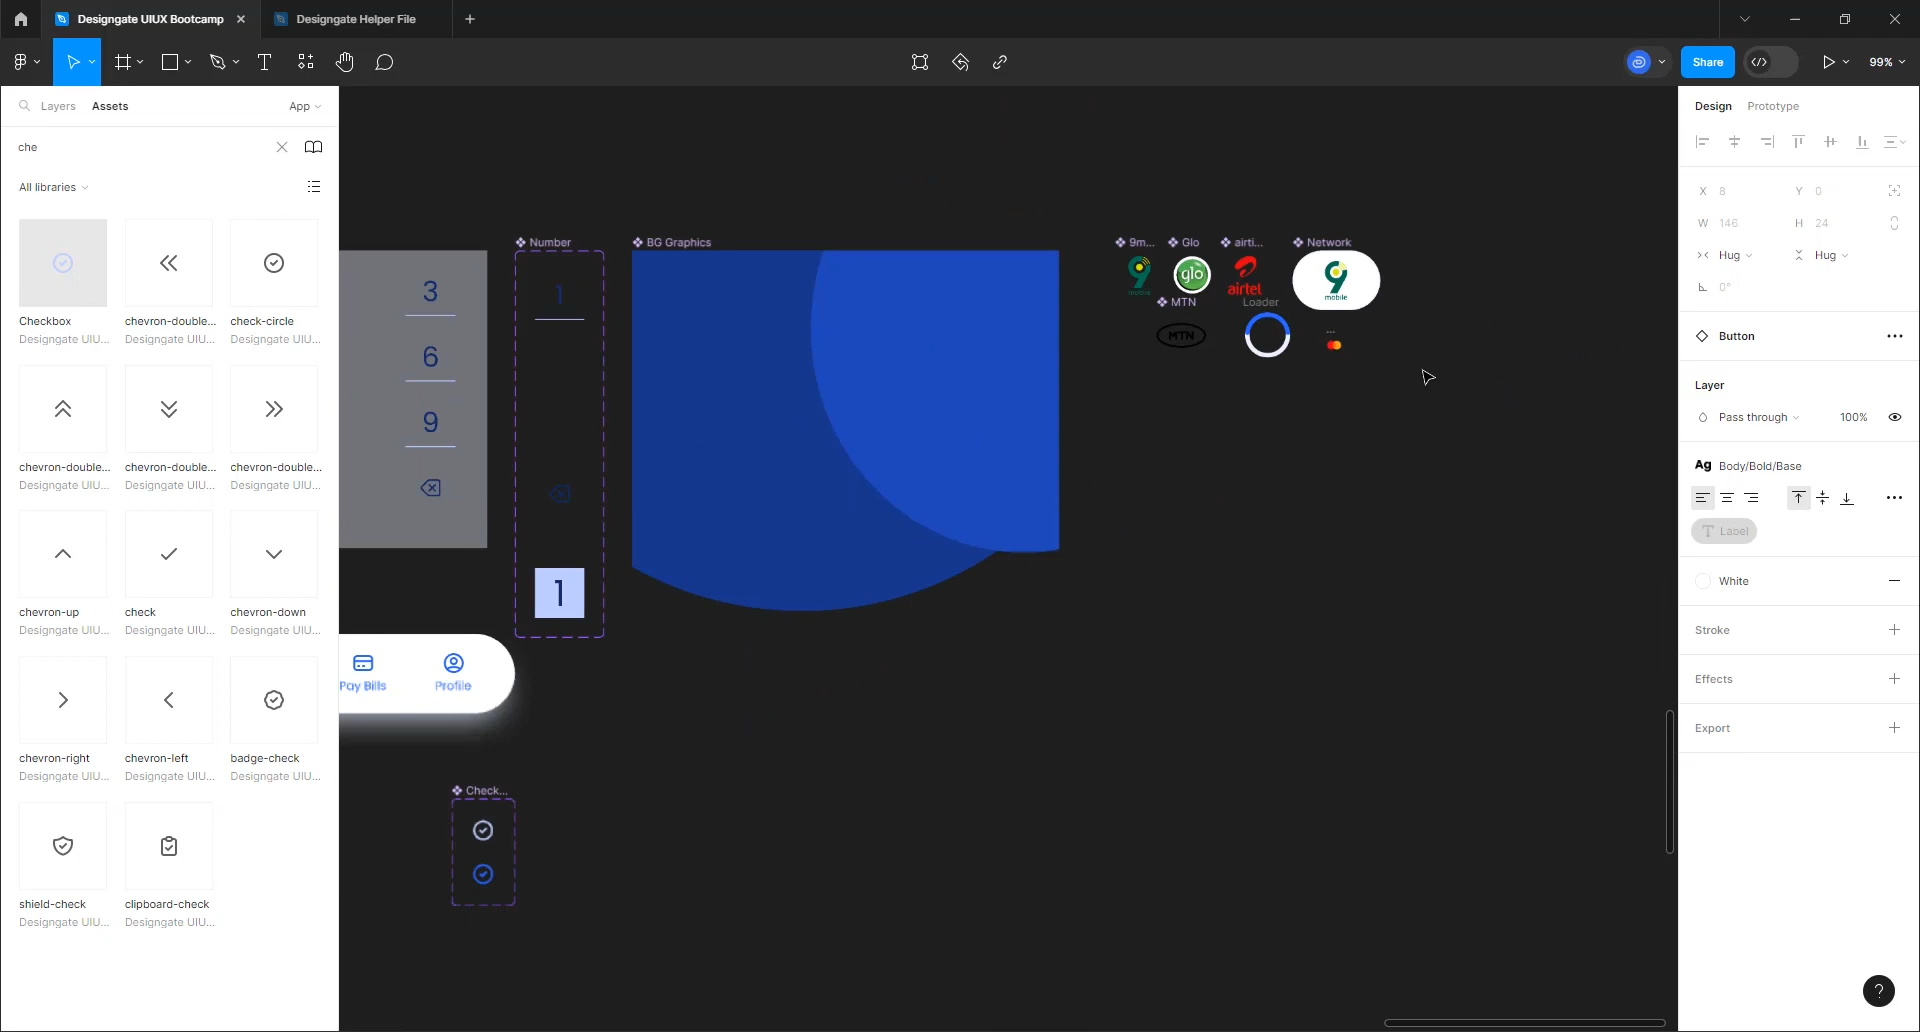 Designgate UIUX Bootcamp
Designgate Helper File
Share
99%
Layers
Assets
App
che
All libraries
Checkbox
Designgate UIU...
chevron-double...
Designgate UIU...
check-circle
Designgate UIU...
chevron-double...
Designgate UIU...
chevron-double...
Designgate UIU...
chevron-double...
Designgate UIU...
chevron-up
Designgate UIU...
check
Designgate UIU...
chevron-down
Designgate UIU...
chevron-right
Designgate UIU...
chevron-left
Designgate UIU...
badge-check
Designgate UIU...
shield-check
Designgate UIU...
clipboard-check
Designgate UIU...
3
6
9
Number
1
1
BG Graphics
9m...
Glo
airti...
Network
9
mobile
glo
airtel
9
mobile
MTN
Loader
MTN
...
Pay Bills
Profile
Check...
Design
Prototype
X 8
Y 0
W 146
H 24
Hug
Hug
0°
Button
Layer
Pass through
100%
Ag Body/Bold/Base
T Label
White
Stroke
Effects
Export
?